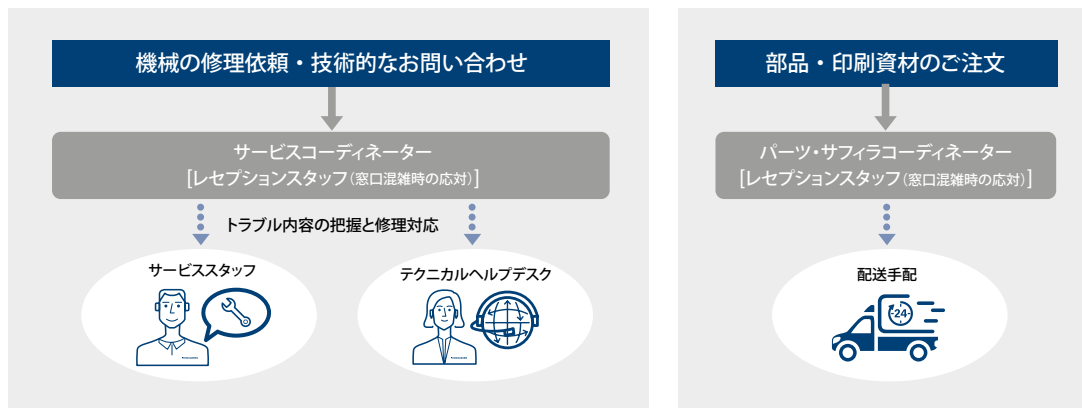 機械の修理依頼・技術的なお問い合わせ
サービスコーディネーター
[レセプションスタッフ(窓口混雑時の応対)]
トラブル内容の把握と修理対応
サービススタッフ
テクニカルヘルプデスク
部品・印刷資材のご注文
パーツ・サフィラコーディネーター
[レセプションスタッフ(窓口混雑時の応対)]
配送手配
24